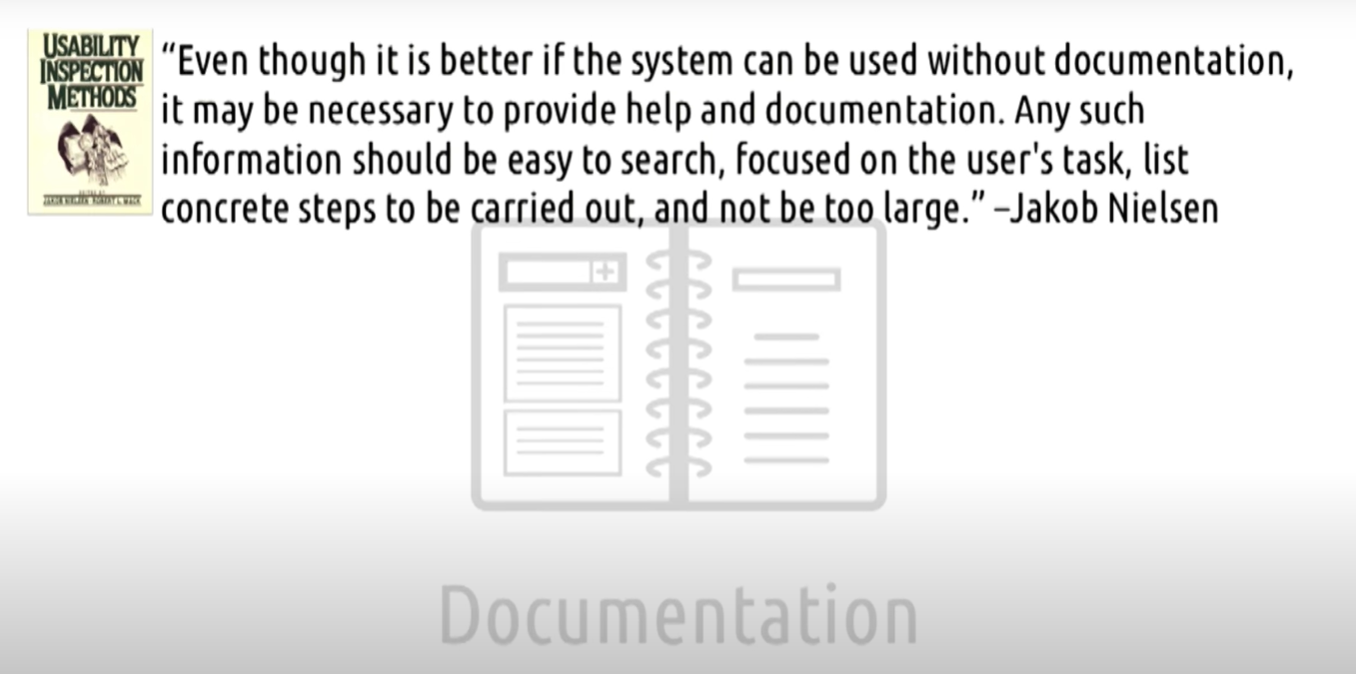 USABILITY
INSPECTION
METHODS
EDITED BY
JAKOB NIELSEN ROBERT L. MACK
“Even though it is better if the system can be used without documentation,
it may be necessary to provide help and documentation. Any such
information should be easy to search, focused on the user's task, list
concrete steps to be carried out, and not be too large.” –Jakob Nielsen
Documentation